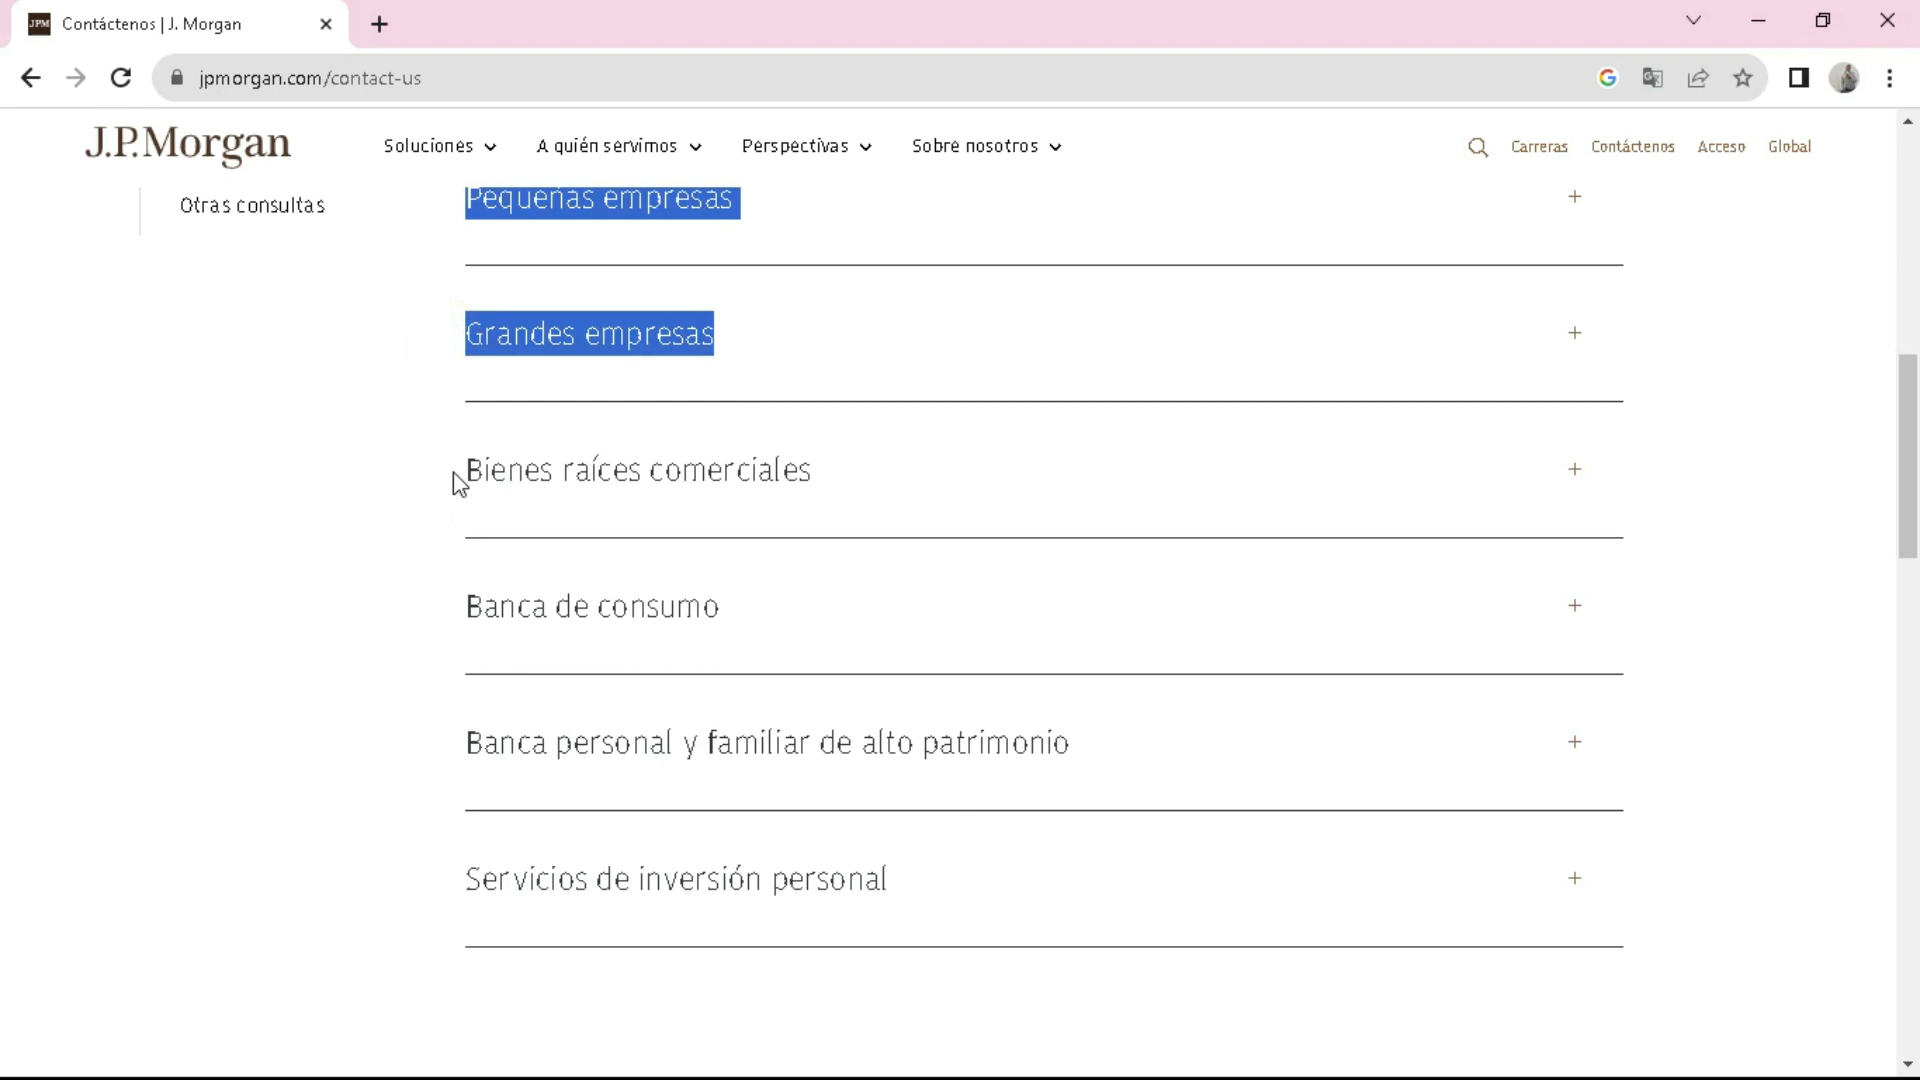 JPM Contáctenos | J. Morgan
jpmorgan.com/contact-us
J.P.Morgan
Soluciones
A quién servimos
Perspectivas
Sobre nosotros
Carreras
Contáctenos
Acceso
Global
Otras consultas
Pequeñas empresas
Grandes empresas
Bienes raíces comerciales
Banca de consumo
Banca personal y familiar de alto patrimonio
Servicios de inversión personal